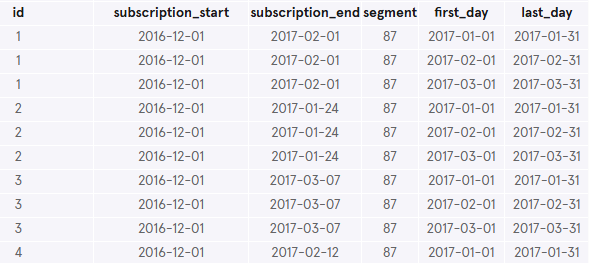 id subscription_start subscription_end segment first_day last_day
1 2016-12-01 2017-02-01 87 2017-01-01 2017-01-31
1 2016-12-01 2017-02-01 87 2017-02-01 2017-02-31
1 2016-12-01 2017-02-01 87 2017-03-01 2017-03-31
2 2016-12-01 2017-01-24 87 2017-01-01 2017-01-31
2 2016-12-01 2017-01-24 87 2017-02-01 2017-02-31
2 2016-12-01 2017-01-24 87 2017-03-01 2017-03-31
3 2016-12-01 2017-03-07 87 2017-01-01 2017-01-31
3 2016-12-01 2017-03-07 87 2017-02-01 2017-02-31
3 2016-12-01 2017-03-07 87 2017-03-01 2017-03-31
4 2016-12-01 2017-02-12 87 2017-01-01 2017-01-31